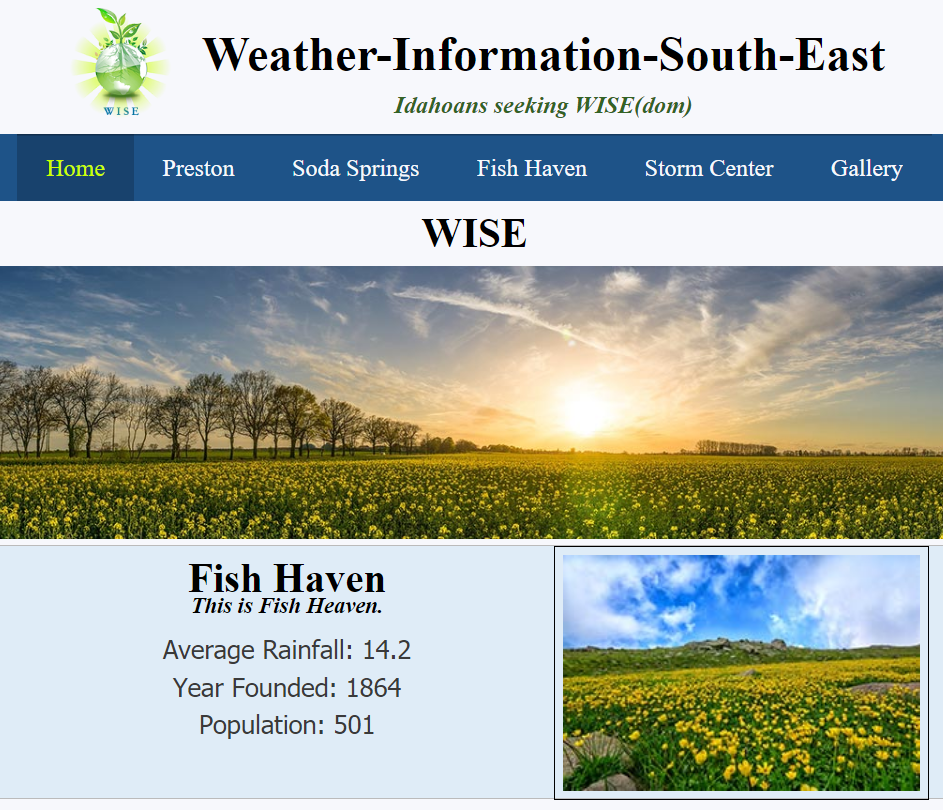 WISE
Weather-Information-South-East
Idahoans seeking WISE(dom)
Home Preston Soda Springs Fish Haven Storm Center Gallery
WISE
Fish Haven
This is Fish Heaven.
Average Rainfall: 14.2
Year Founded: 1864
Population: 501